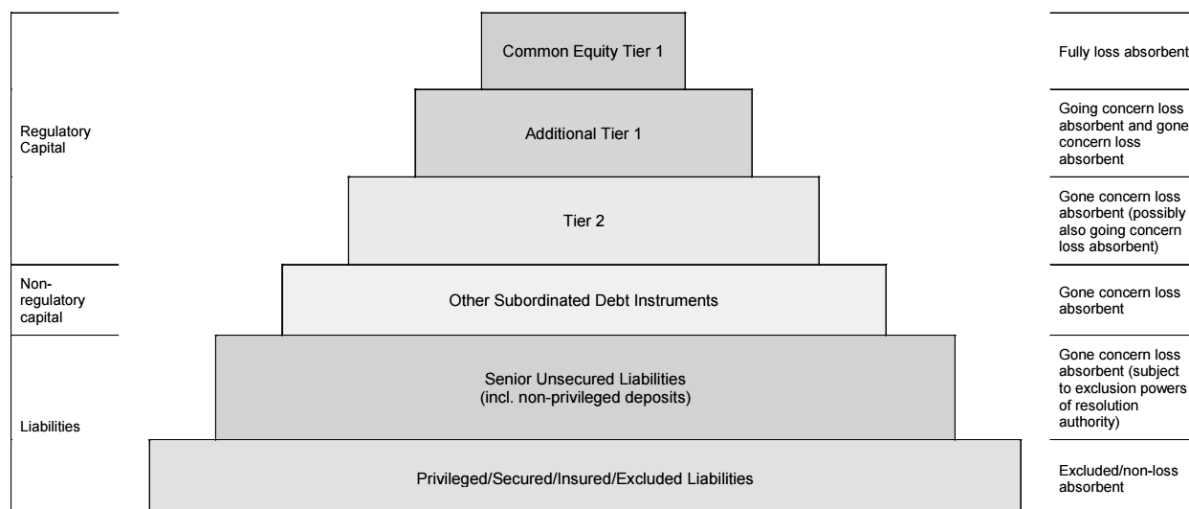 Common Equity Tier 1
Fully loss absorbent
Regulatory
Capital
Additional Tier 1
Going concern loss
absorbent and gone
concern loss
absorbent
Tier 2
Gone concern loss
absorbent (possibly
also going concern
loss absorbent)
Non-
regulatory
capital
Other Subordinated Debt Instruments
Gone concern loss
absorbent
Liabilities
Senior Unsecured Liabilities
(incl. non-privileged deposits)
Gone concern loss
absorbent (subject
to exclusion powers
of resolution
authority)
Privileged/Secured/Insured/Excluded Liabilities
Excluded/non-loss
absorbent